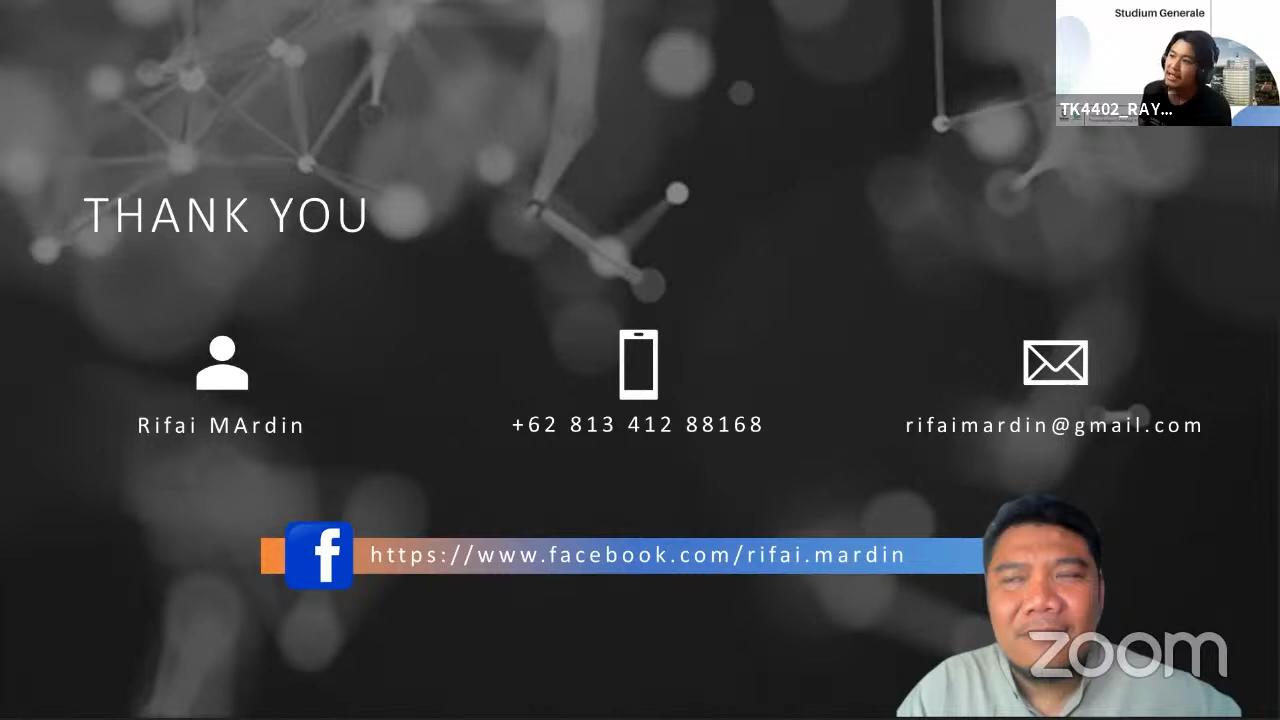 Studium Generale
TK4402_RAY...
THANK YOU
Rifai MArdin
+62 813 412 88168
rifaimardin@gmail.com
f https://www.facebook.com/rifai.mardin
zoom